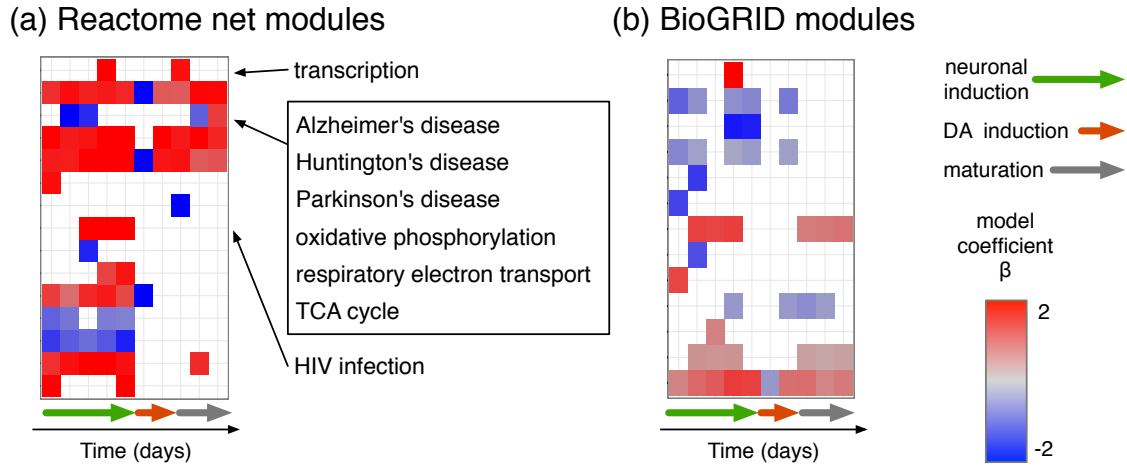 (a) Reactome net modules
transcription
Alzheimer's disease
Huntington's disease
Parkinson's disease
oxidative phosphorylation
respiratory electron transport
TCA cycle
HIV infection
Time (days)
(b) BioGRID modules
Time (days)
neuronal
induction
DA induction
maturation
model
coefficient
β
2
-2